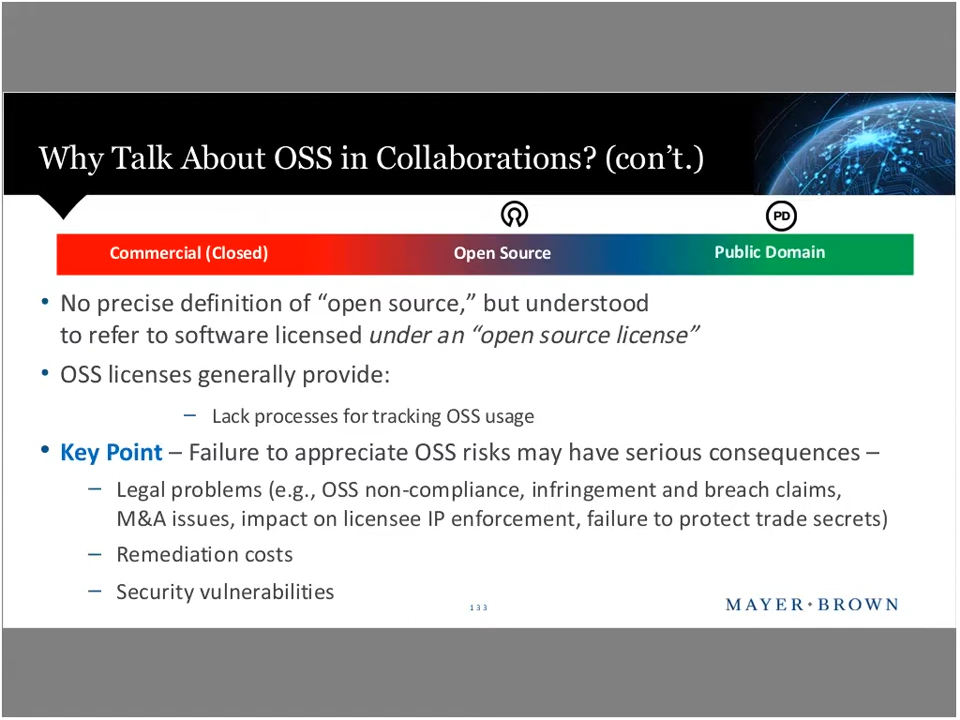 Why Talk About OSS in Collaborations? (con’t.)
PD
Commercial (Closed)
Open Source
Public Domain
• No precise definition of “open source,” but understood
to refer to software licensed under an “open source license”
• OSS licenses generally provide:
– Lack processes for tracking OSS usage
• Key Point – Failure to appreciate OSS risks may have serious consequences –
– Legal problems (e.g., OSS non-compliance, infringement and breach claims,
M&A issues, impact on licensee IP enforcement, failure to protect trade secrets)
– Remediation costs
– Security vulnerabilities
133
MAYER•BROWN